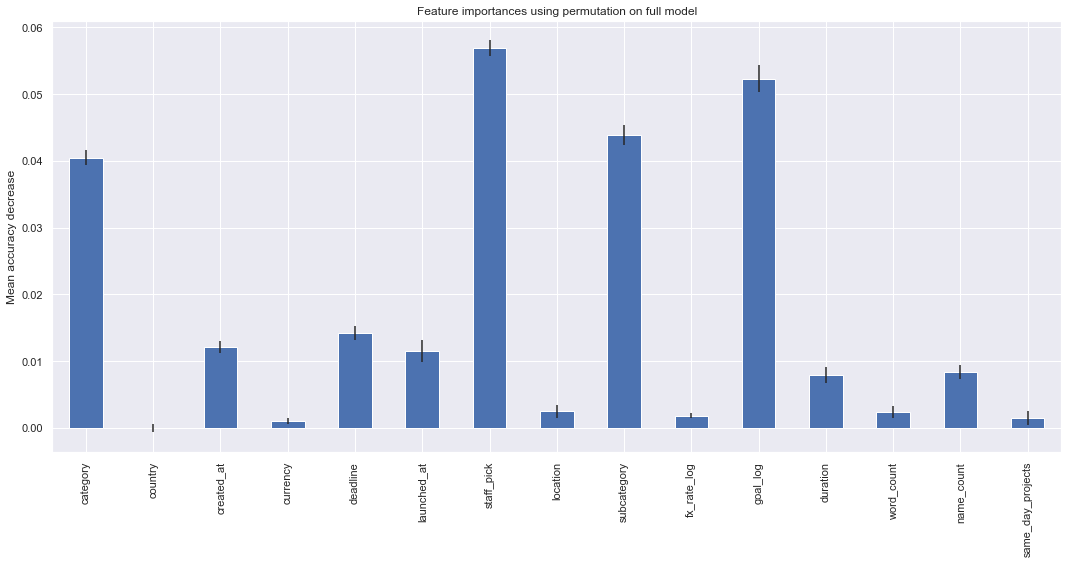 Feature importances using permutation on full model
Mean accuracy decrease
0.06
0.05
0.04
0.03
0.02
0.01
0.00
category
country
created_at
currency
deadline
launched_at
staff_pick
location
subcategory
fx_rate_log
goal_log
duration
word_count
name_count
same_day_projects